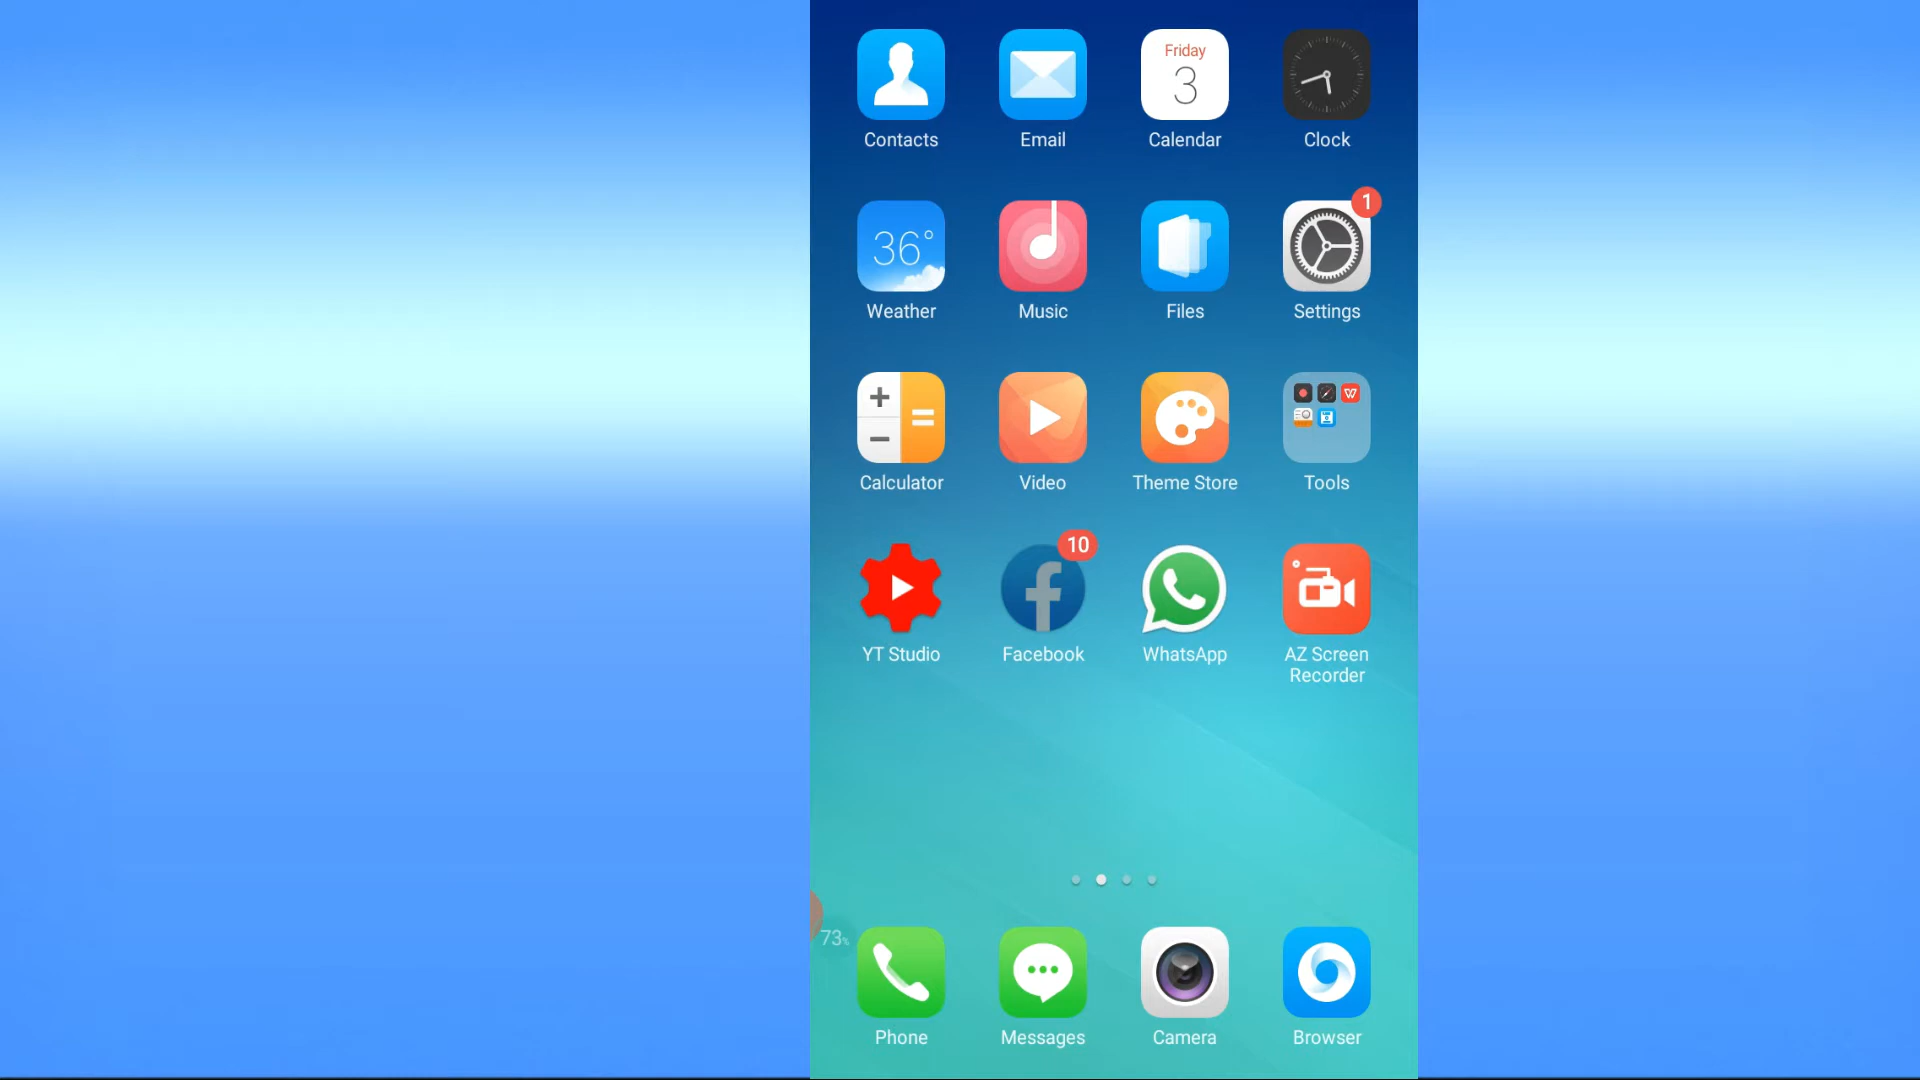 Friday
3
Contacts
Email
Calendar
Clock
36°
1
Weather
Music
Files
Settings
Calculator
Video
Theme Store
Tools
10
YT Studio
Facebook
WhatsApp
AZ Screen
Recorder
73%
Phone
Messages
Camera
Browser